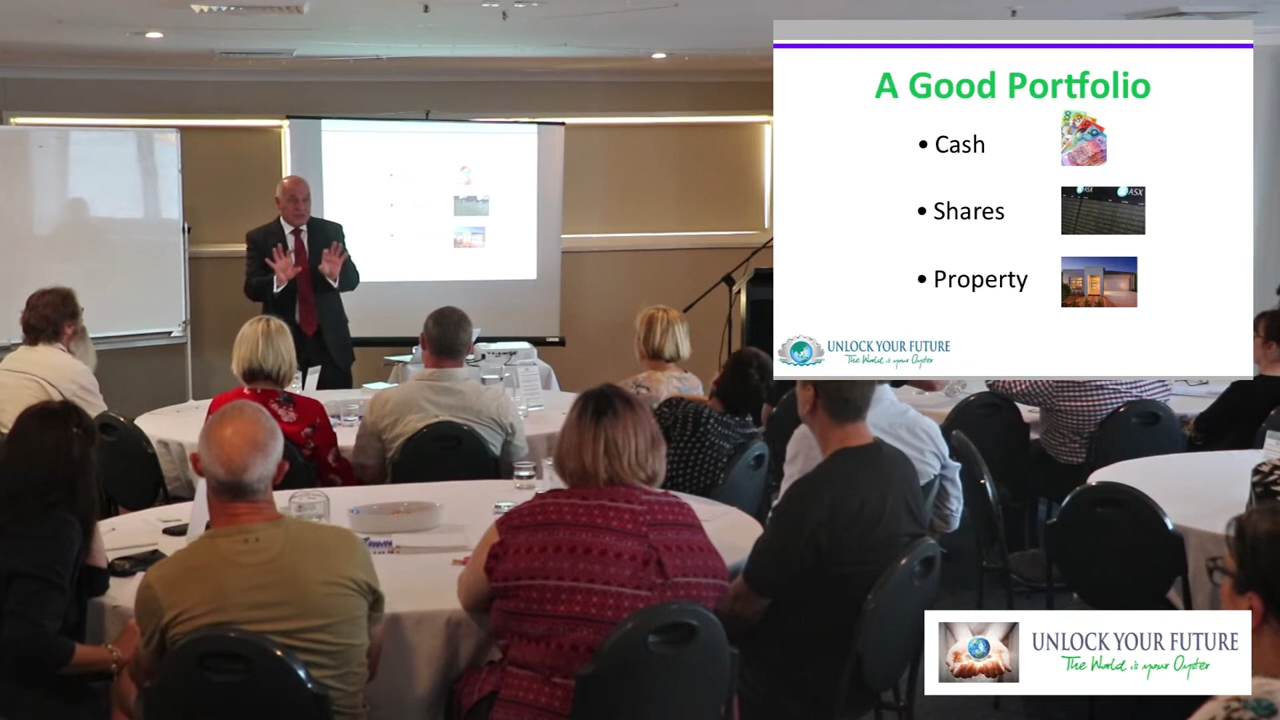 A Good Portfolio
• Cash
• Shares
ASX
• Property
UNLOCK YOUR FUTURE
The World is your Oyster
UNLOCK YOUR FUTURE
The World is your Oyster